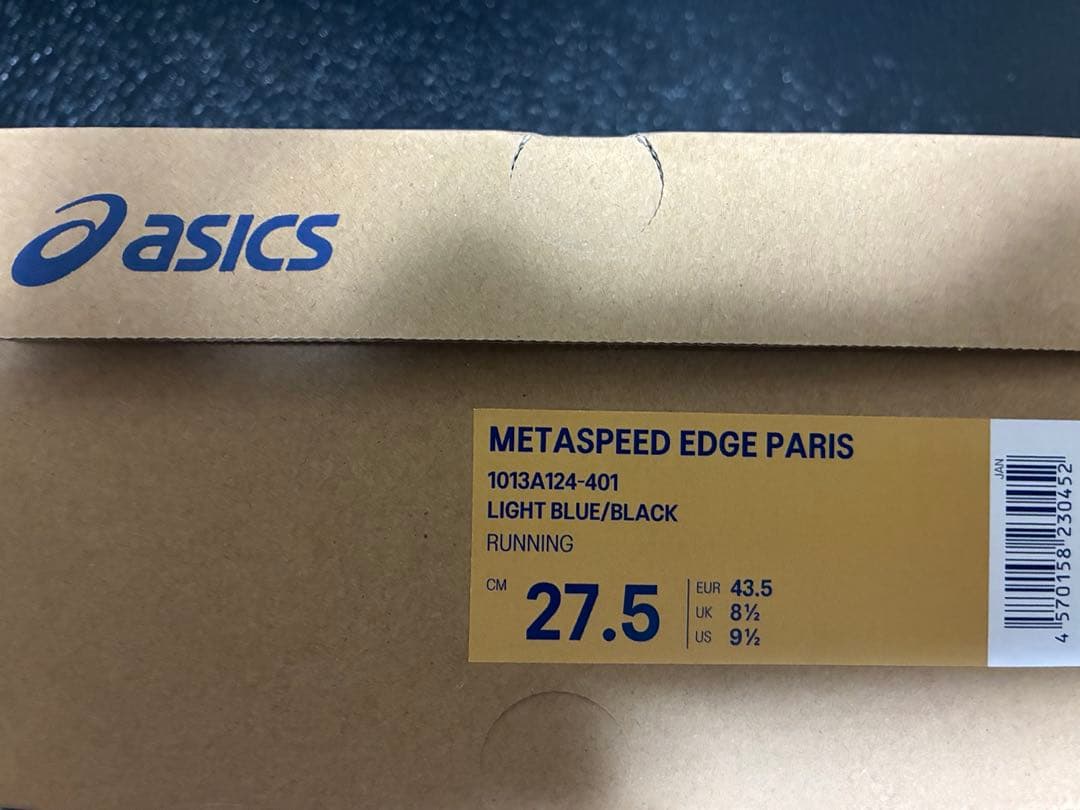 asics
METASPEED EDGE PARIS
1013A124-401
LIGHT BLUE/BLACK
RUNNING
CM 27.5
EUR 43.5
UK 8½
US 9½
JAN
4 570158 230452